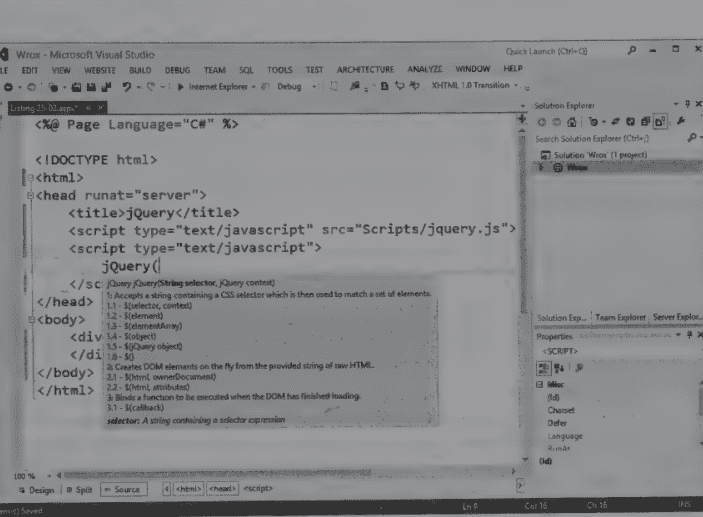 Wrox - Microsoft Visual Studio
Quick Launch (Ctrl+Q)
EDIT VIEW WEBSITE BUILD DEBUG TEAM SQL TOOLS TEST ARCHITECTURE ANALYZE WINDOW HELP
Internet Explorer Debug XHTML 1.0 Transition
Listing 25-02.aspx*
Solution Explorer
<%@ Page Language="C#" %>
Search Solution Explorer (Ctrl+;)
<!DOCTYPE html>
Solution 'Wrox' (1 project)
<html>
Wrox
<head runat="server">
<title>jQuery</title>
<script type="text/javascript" src="Scripts/jquery.js">
<script type="text/javascript">
jQuery(
</sc
jQuery jQuery(String selector, jQuery context)
1: Accepts a string containing a CSS selector which is then used to match a set of elements.
</head>
1.1 - $(selector, context)
1.2 - $(element)
<body>
1.3 - $(elementArray)
<div
1.4 - $(object)
1.5 - $(jQuery object)
</di
1.6 - $()
2: Creates DOM elements on the fly from the provided string of raw HTML.
</body>
2.1 - $(html, ownerDocument)
2.2 - $(html, attributes)
</html>
3: Binds a function to be executed when the DOM has finished loading.
3.1 - $(callback)
selector: A string containing a selector expression
Solution Exp... Team Explorer Server Explor...
Properties
<SCRIPT>
Misc
(Id)
Charset
Defer
Language
RunAt
(Id)
100 %
Design Split Source <html> <head> <script>
Saved
Ln 9 Col 16 Ch 16 INS